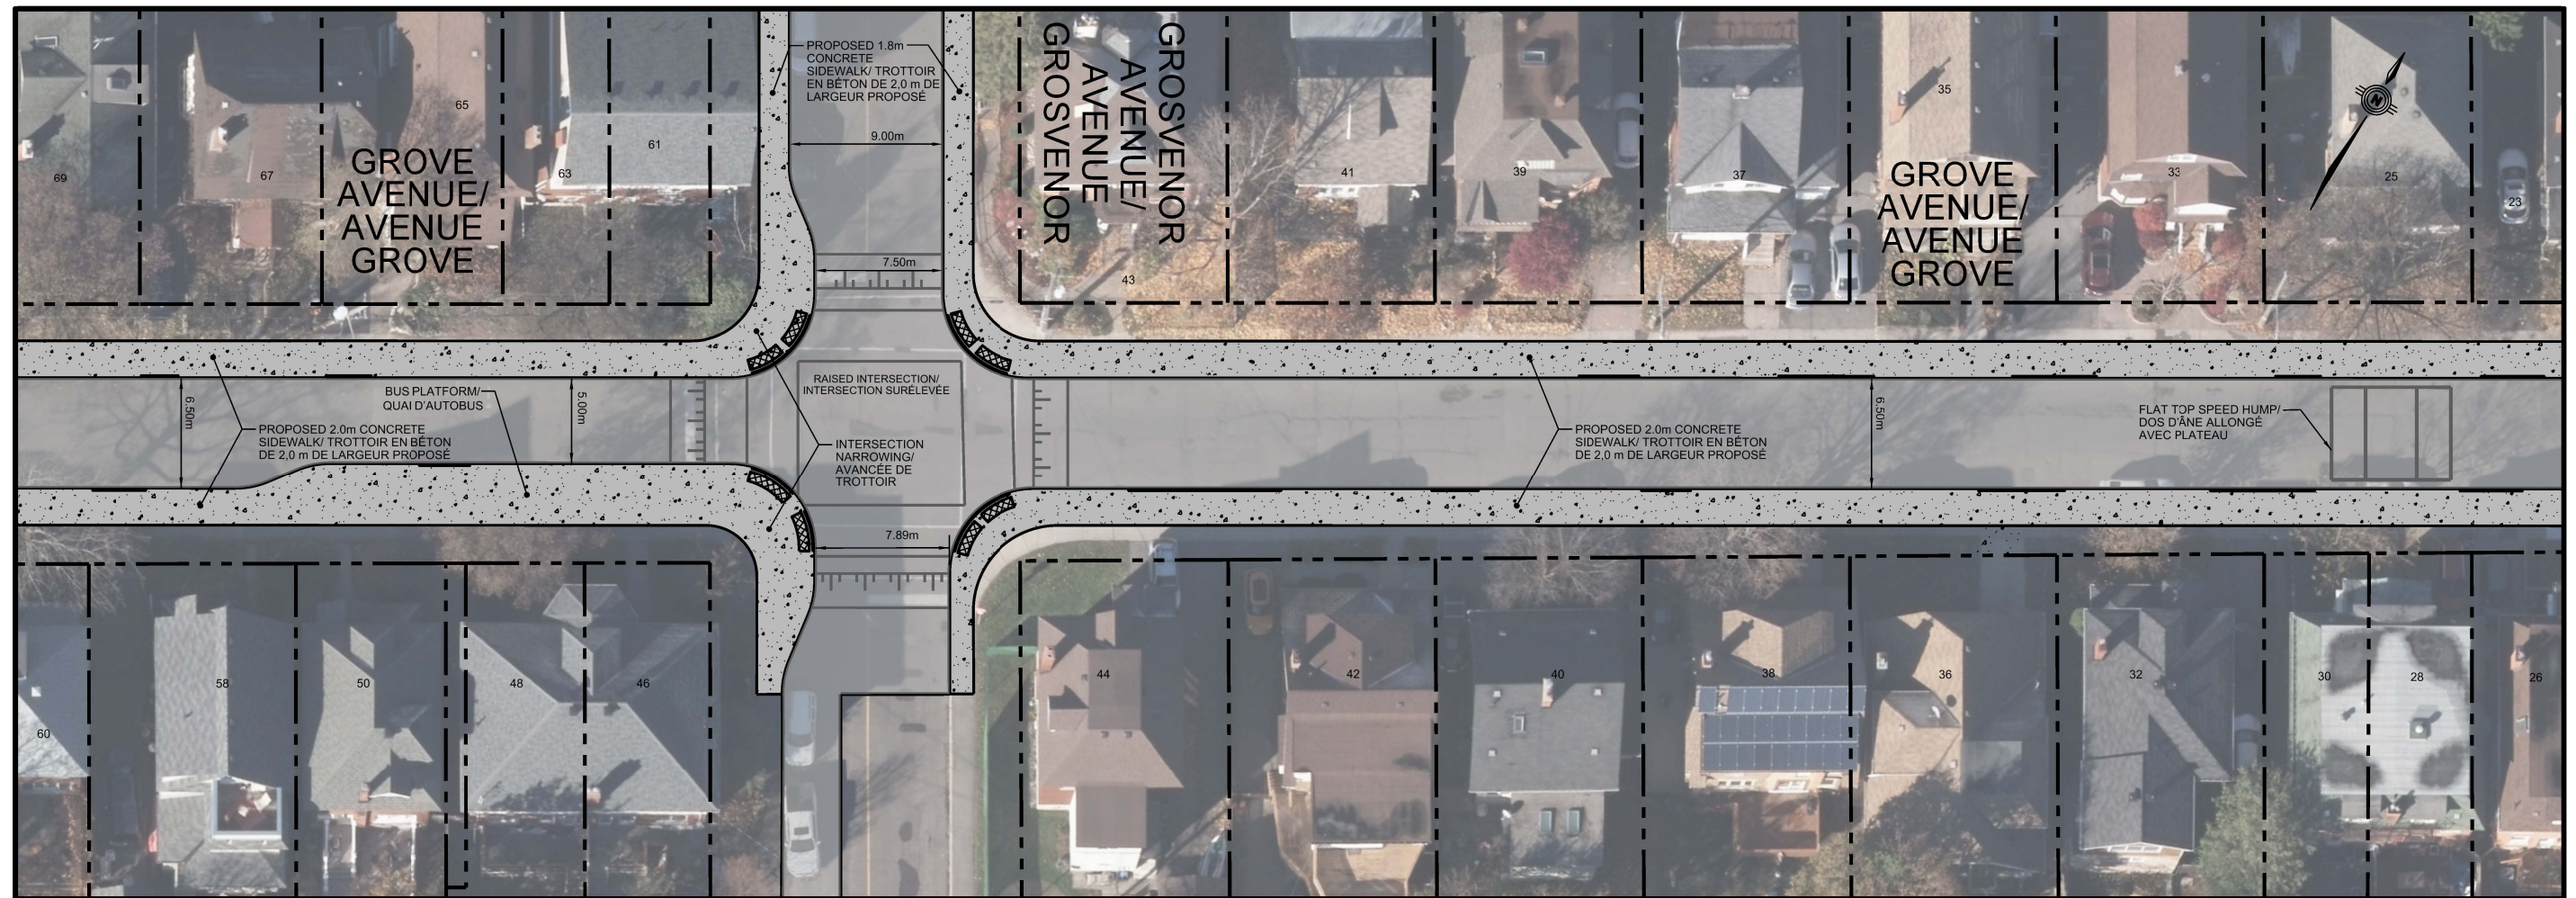 PROPOSED 1.8m
CONCRETE
SIDEWALK/ TROTTOIR
EN BÉTON DE 2,0 m DE
LARGEUR PROPOSÉ
9.00m
GROSVENOR
AVENUE/
AVENUE
GROSVENOR
N
65
61
69
67
63
41
39
37
35
33
25
23
GROVE
AVENUE/
AVENUE
GROVE
GROVE
AVENUE/
AVENUE
GROVE
7.50m
43
RAISED INTERSECTION/
INTERSECTION SURÉLEVÉE
BUS PLATFORM/
QUAI D'AUTOBUS
6.50m
5.00m
PROPOSED 2.0m CONCRETE
SIDEWALK/ TROTTOIR EN BÉTON
DE 2,0 m DE LARGEUR PROPOSÉ
INTERSECTION
NARROWING/
AVANCÉE DE
TROTTOIR
PROPOSED 2.0m CONCRETE
SIDEWALK/ TROTTOIR EN BÉTON
DE 2,0 m DE LARGEUR PROPOSÉ
6.50m
FLAT TOP SPEED HUMP/
DOS D'ÂNE ALLONGÉ
AVEC PLATEAU
7.89m
60
58
50
48
46
44
42
40
38
36
32
30
28
26